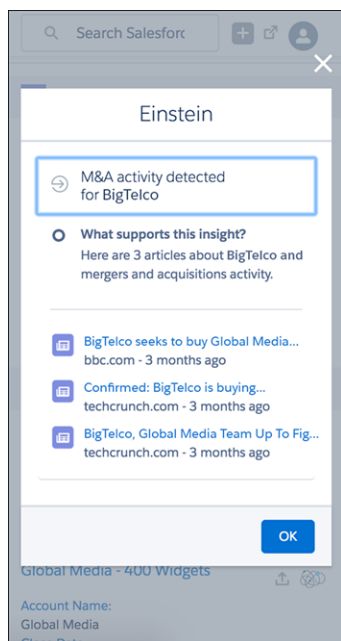 Search Salesforc
Einstein
M&A activity detected
for BigTelco
What supports this insight?
Here are 3 articles about BigTelco and
mergers and acquisitions activity.
BigTelco seeks to buy Global Media...
bbc.com - 3 months ago
Confirmed: BigTelco is buying...
techcrunch.com - 3 months ago
BigTelco, Global Media Team Up To Fig...
techcrunch.com - 3 months ago
OK
Global Media - 400 Widgets
Account Name:
Global Media